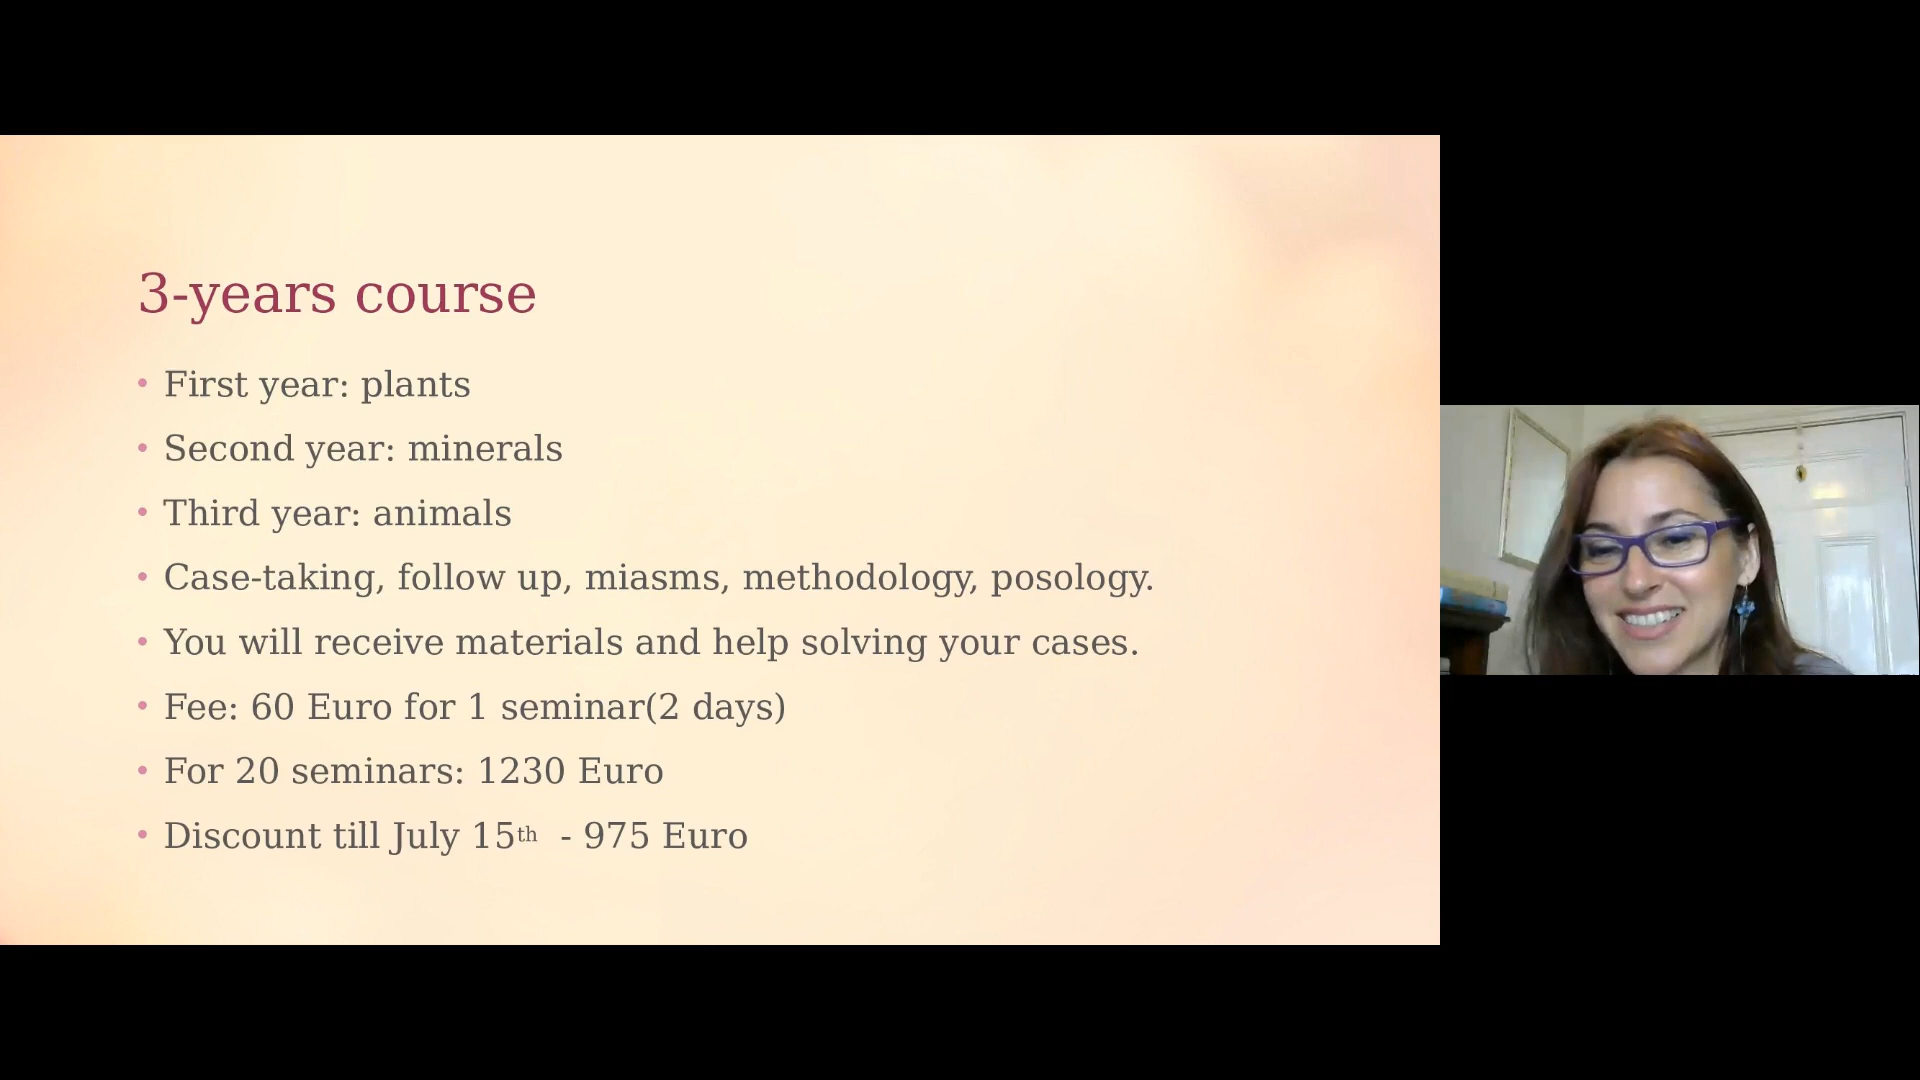 3-years course
• First year: plants
• Second year: minerals
• Third year: animals
• Case-taking, follow up, miasms, methodology, posology.
• You will receive materials and help solving your cases.
• Fee: 60 Euro for 1 seminar(2 days)
• For 20 seminars: 1230 Euro
• Discount till July 15th - 975 Euro